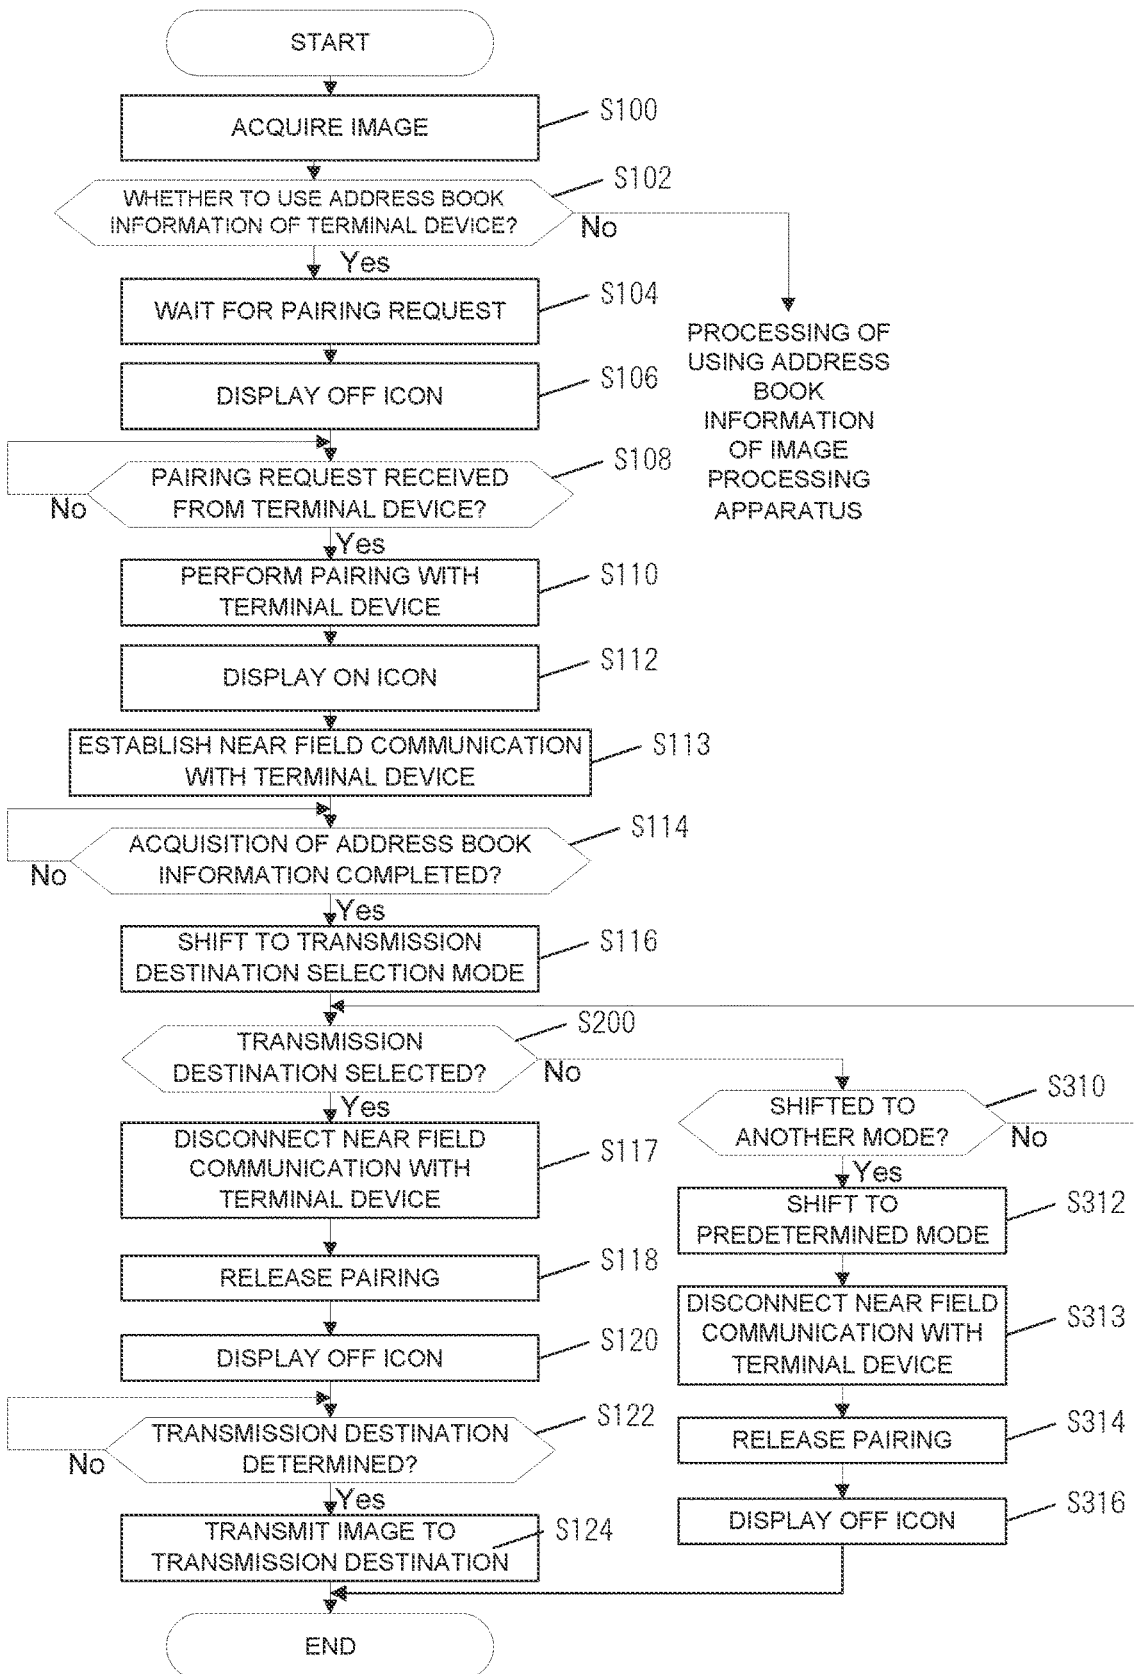 START
ACQUIRE IMAGE
S100
WHETHER TO USE ADDRESS BOOK
INFORMATION OF TERMINAL DEVICE?
S102
No
Yes
WAIT FOR PAIRING REQUEST
S104
PROCESSING OF
USING ADDRESS
BOOK
INFORMATION
OF IMAGE
PROCESSING
APPARATUS
DISPLAY OFF ICON
S106
PAIRING REQUEST RECEIVED
FROM TERMINAL DEVICE?
S108
No
Yes
PERFORM PAIRING WITH
TERMINAL DEVICE
S110
DISPLAY ON ICON
S112
ESTABLISH NEAR FIELD COMMUNICATION
WITH TERMINAL DEVICE
S113
ACQUISITION OF ADDRESS BOOK
INFORMATION COMPLETED?
S114
No
Yes
SHIFT TO TRANSMISSION
DESTINATION SELECTION MODE
S116
TRANSMISSION
DESTINATION SELECTED?
S200
No
Yes
DISCONNECT NEAR FIELD
COMMUNICATION WITH
TERMINAL DEVICE
S117
RELEASE PAIRING
S118
DISPLAY OFF ICON
S120
TRANSMISSION DESTINATION
DETERMINED?
S122
No
Yes
TRANSMIT IMAGE TO
TRANSMISSION DESTINATION
S124
SHIFTED TO
ANOTHER MODE?
S310
No
Yes
SHIFT TO
PREDETERMINED MODE
S312
DISCONNECT NEAR FIELD
COMMUNICATION WITH
TERMINAL DEVICE
S313
RELEASE PAIRING
S314
DISPLAY OFF ICON
S316
END